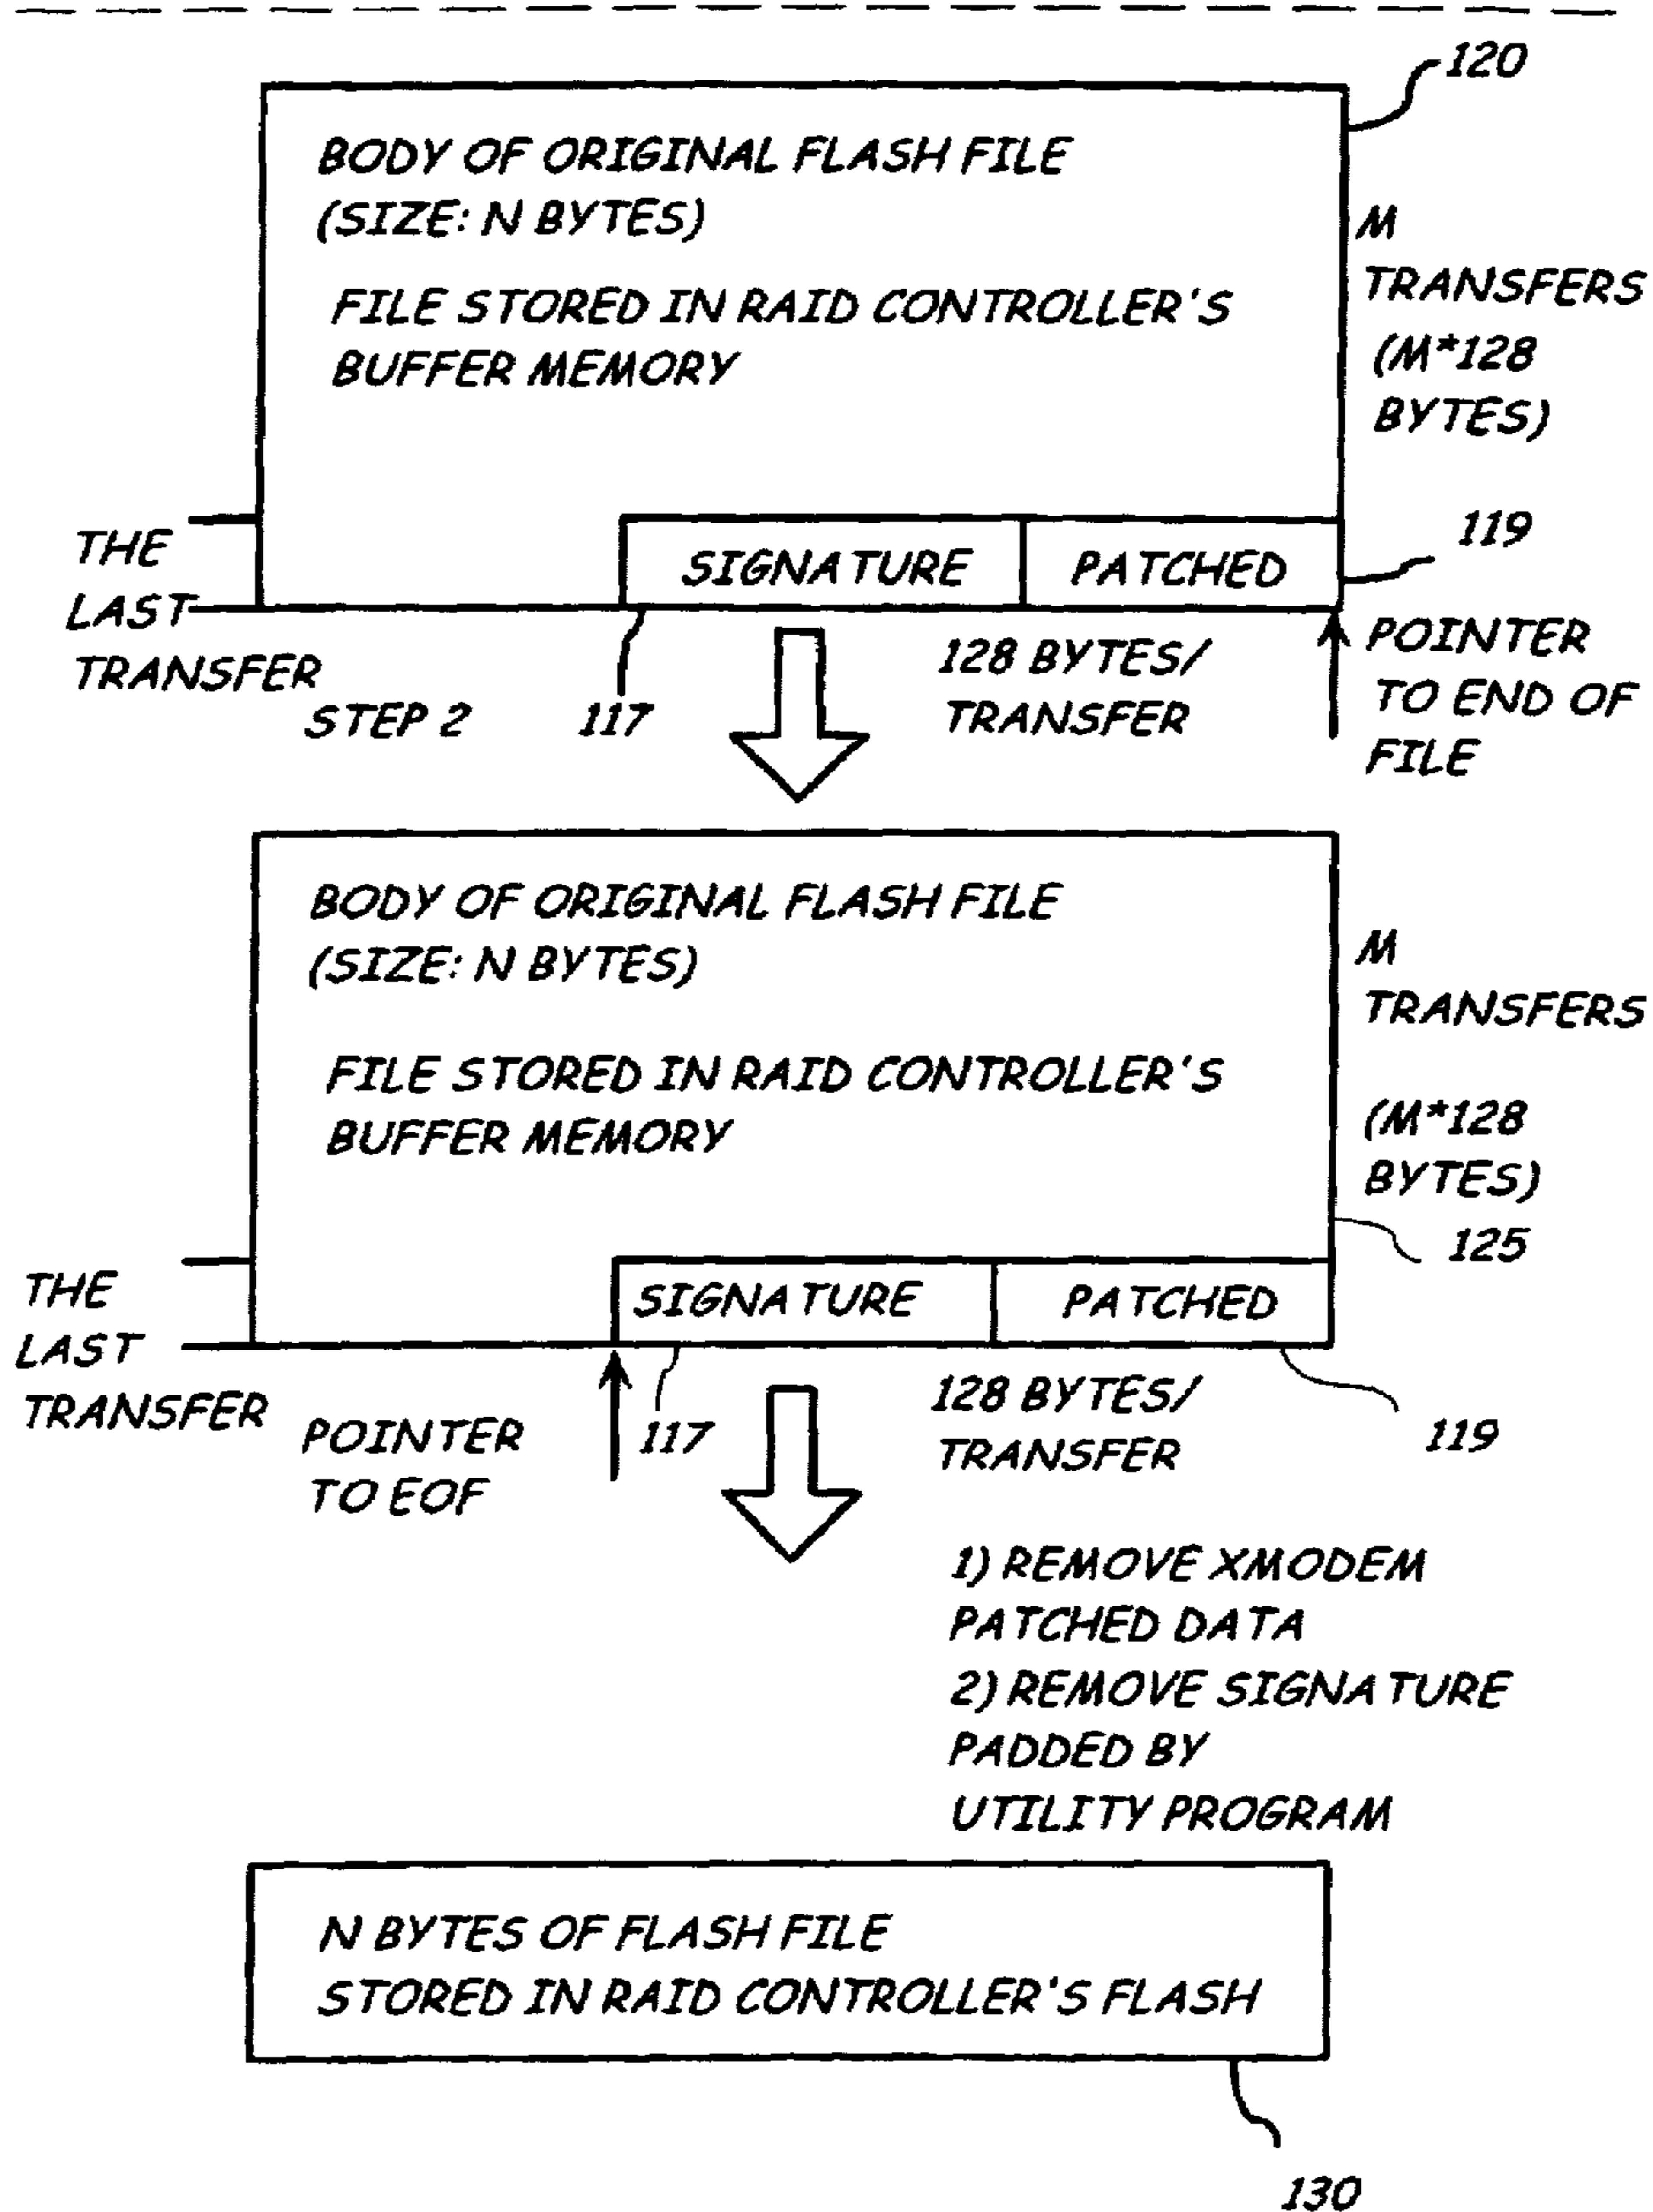 120
BODY OF ORIGINAL FLASH FILE
(SIZE: N BYTES)
FILE STORED IN RAID CONTROLLER'S
BUFFER MEMORY
M
TRANSFERS
(M*128
BYTES)
THE
LAST
TRANSFER
SIGNATURE
PATCHED
119
STEP 2
117
128 BYTES/
TRANSFER
POINTER
TO END OF
FILE
BODY OF ORIGINAL FLASH FILE
(SIZE: N BYTES)
FILE STORED IN RAID CONTROLLER'S
BUFFER MEMORY
M
TRANSFERS
(M*128
BYTES)
125
THE
LAST
TRANSFER
SIGNATURE
PATCHED
POINTER
TO EOF
117
128 BYTES/
TRANSFER
119
1) REMOVE XMODEM
PATCHED DATA
2) REMOVE SIGNATURE
PADDED BY
UTILITY PROGRAM
N BYTES OF FLASH FILE
STORED IN RAID CONTROLLER'S FLASH
130